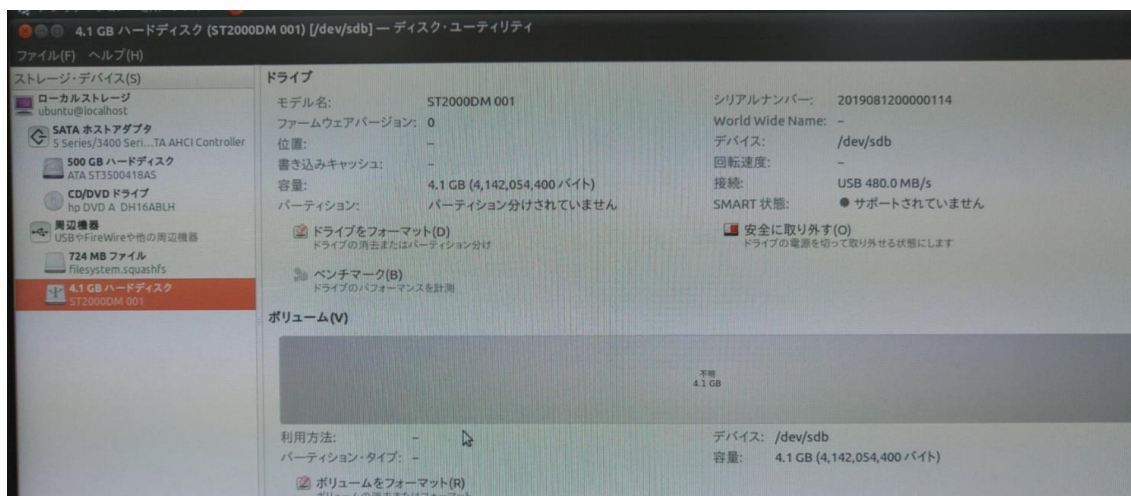 4.1 GB ハードディスク (ST2000DM 001) [/dev/sdb] — ディスク・ユーティリティ
ファイル(F) ヘルプ(H)
ストレージ・デバイス(S)
ローカルストレージ
ubuntu@localhost
SATA ホストアダプタ
5 Series/3400 Seri...TA AHCI Controller
500 GB ハードディスク
ATA ST3500418AS
CD/DVD ドライブ
hp DVD A DH16ABLH
周辺機器
USBやFireWireや他の周辺機器
724 MB ファイル
filesystem.squashfs
4.1 GB ハードディスク
ST2000DM 001
ドライブ
モデル名: ST2000DM 001
シリアルナンバー: 2019081200000114
ファームウェアバージョン: 0
World Wide Name: –
位置: –
デバイス: /dev/sdb
書き込みキャッシュ: –
回転速度: –
容量: 4.1 GB (4,142,054,400 バイト)
接続: USB 480.0 MB/s
パーティション: パーティション分けされていません
SMART 状態: ● サポートされていません
ドライブをフォーマット(D)
ドライブの消去またはパーティション分け
安全に取り外す(O)
ドライブの電源を切って取り外せる状態にします
ベンチマーク(B)
ドライブのパフォーマンスを計測
ボリューム(V)
不明
4.1 GB
利用方法: –
デバイス: /dev/sdb
パーティション・タイプ: –
容量: 4.1 GB (4,142,054,400 バイト)
ボリュームをフォーマット(R)